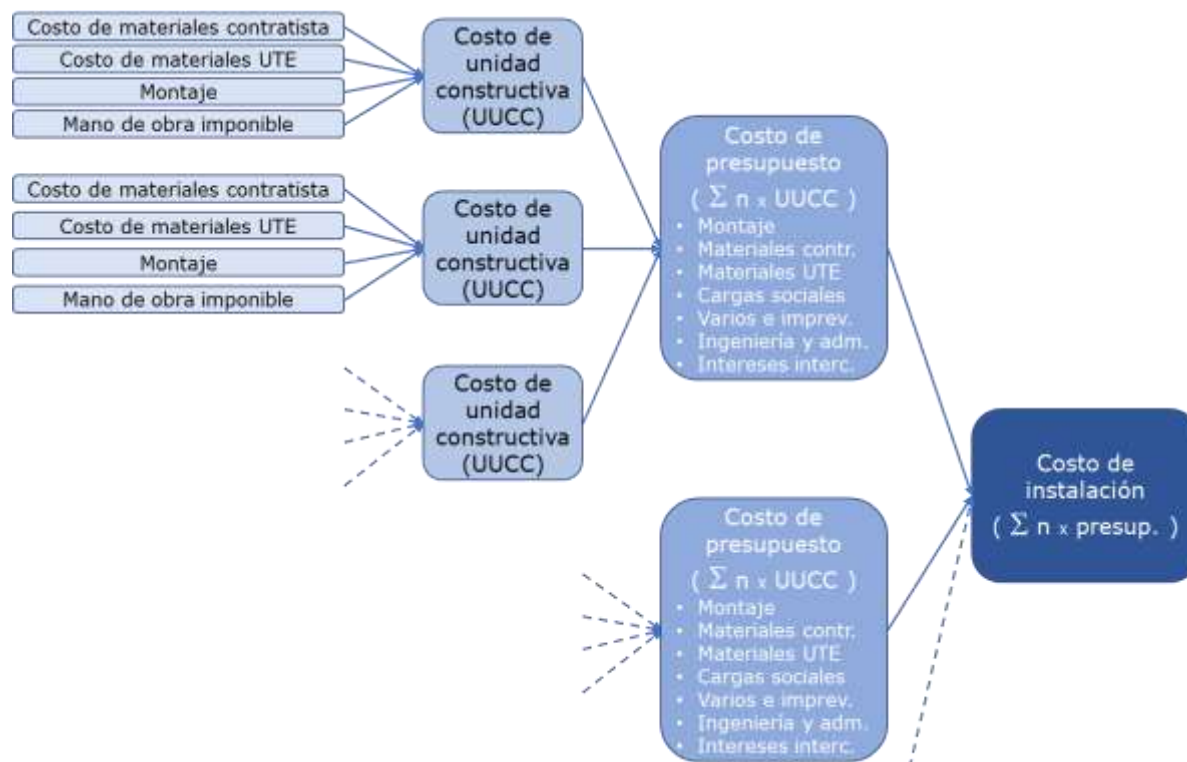 Costo de materiales contratista
Costo de materiales UTE
Montaje
Mano de obra imponible
Costo de
unidad
constructiva
(UUCC)
Costo de materiales contratista
Costo de materiales UTE
Montaje
Mano de obra imponible
Costo de
unidad
constructiva
(UUCC)
Costo de
unidad
constructiva
(UUCC)
Costo de
presupuesto
( Σ n x UUCC )
• Montaje
• Materiales contr.
• Materiales UTE
• Cargas sociales
• Varios e imprev.
• Ingeniería y adm.
• Intereses interc.
Costo de
presupuesto
( Σ n x UUCC )
• Montaje
• Materiales contr.
• Materiales UTE
• Cargas sociales
• Varios e imprev.
• Ingeniería y adm.
• Intereses interc.
Costo de
instalación
( Σ n x presup. )